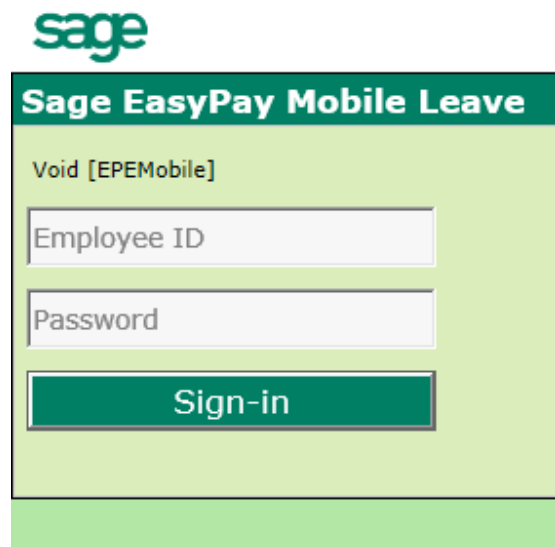 sage
Sage EasyPay Mobile Leave
Void [EPEMobile]
Employee ID
Password
Sign-in